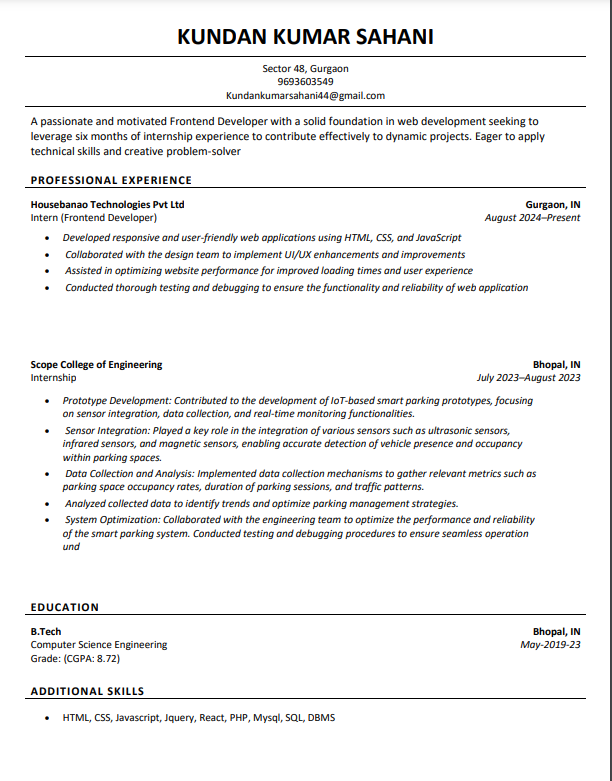 KUNDAN KUMAR SAHANI
Sector 48, Gurgaon
9693603549
Kundankumarsahani44@gmail.com
A passionate and motivated Frontend Developer with a solid foundation in web development seeking to
leverage six months of internship experience to contribute effectively to dynamic projects. Eager to apply
technical skills and creative problem-solver
PROFESSIONAL EXPERIENCE
Housebanao Technologies Pvt Ltd Gurgaon, IN
Intern (Frontend Developer) August 2024–Present
• Developed responsive and user-friendly web applications using HTML, CSS, and JavaScript
• Collaborated with the design team to implement UI/UX enhancements and improvements
• Assisted in optimizing website performance for improved loading times and user experience
• Conducted thorough testing and debugging to ensure the functionality and reliability of web application
Scope College of Engineering Bhopal, IN
Internship July 2023–August 2023
• Prototype Development: Contributed to the development of IoT-based smart parking prototypes, focusing
on sensor integration, data collection, and real-time monitoring functionalities.
• Sensor Integration: Played a key role in the integration of various sensors such as ultrasonic sensors,
infrared sensors, and magnetic sensors, enabling accurate detection of vehicle presence and occupancy
within parking spaces.
• Data Collection and Analysis: Implemented data collection mechanisms to gather relevant metrics such as
parking space occupancy rates, duration of parking sessions, and traffic patterns.
• Analyzed collected data to identify trends and optimize parking management strategies.
• System Optimization: Collaborated with the engineering team to optimize the performance and reliability
of the smart parking system. Conducted testing and debugging procedures to ensure seamless operation
und
EDUCATION
B.Tech Bhopal, IN
Computer Science Engineering May-2019-23
Grade: (CGPA: 8.72)
ADDITIONAL SKILLS
• HTML, CSS, Javascript, Jquery, React, PHP, Mysql, SQL, DBMS